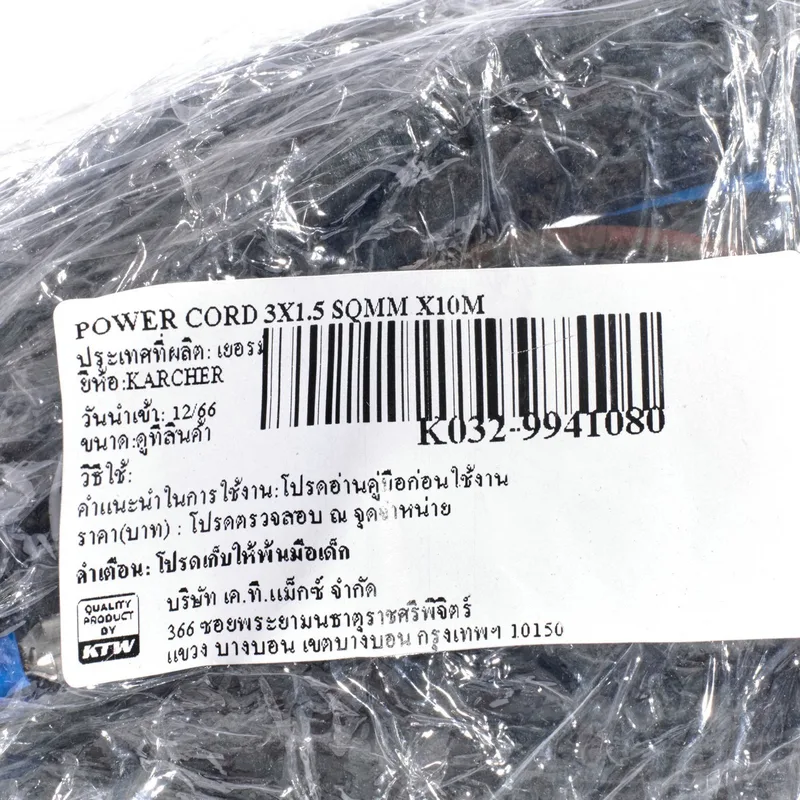 POWER CORD 3X1.5 SQMM X10M
ประเทศที่ผลิต: เยอรม
ยี่ห้อ:KARCHER
วันนำเข้า: 12/66
ขนาด:ดูที่สินค้า
K032-9941080
วิธีใช้:
คำแนะนำในการใช้งาน:โปรดอ่านคู่มือก่อนใช้งาน
ราคา(บาท) : โปรดตรวจสอบ ณ จุดจำหน่าย
คำเตือน: โปรดเก็บให้พ้นมือเด็ก
บริษัท เค.ที.แม็กซ์ จำกัด
366 ซอยพระยามนธาตุราชศรีพิจิตร์
แขวง บางบอน เขตบางบอน กรุงเทพฯ 10150
QUALITY
PRODUCT
BY
KTW